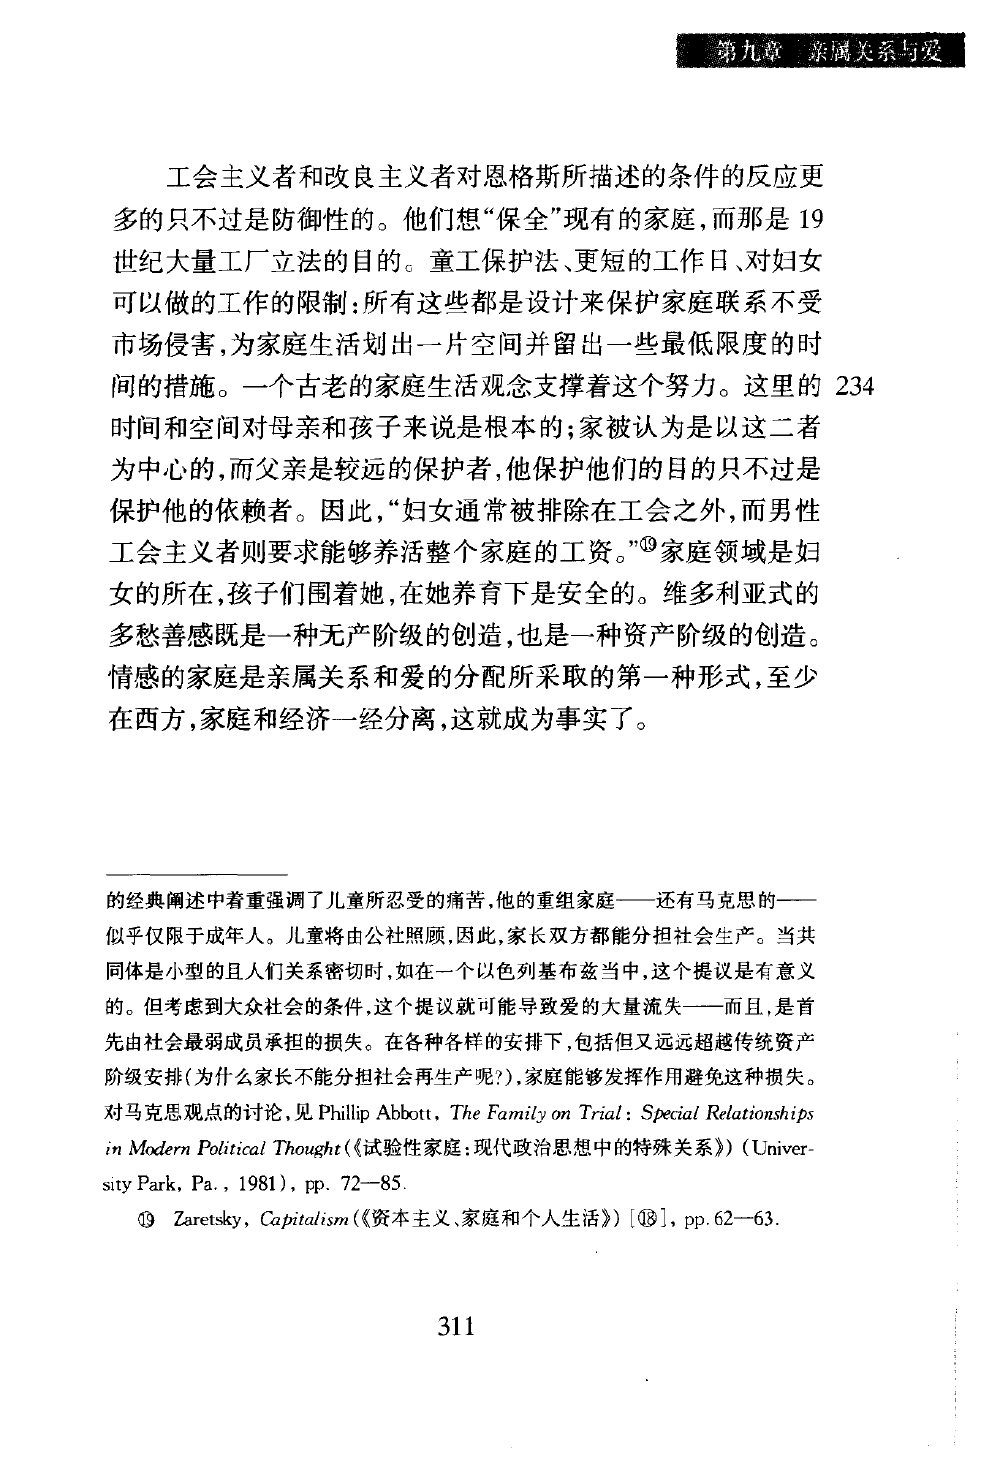 第九章 亲属关系与爱
工会主义者和改良主义者对恩格斯所描述的条件的反应更
多的只不过是防御性的。他们想“保全”现有的家庭,而那是 19
世纪大量工厂立法的目的。童工保护法、更短的工作日、对妇女
可以做的工作的限制:所有这些都是设计来保护家庭联系不受
市场侵害,为家庭生活划出一片空间并留出一些最低限度的时
间的措施。一个古老的家庭生活观念支撑着这个努力。这里的 234
时间和空间对母亲和孩子来说是根本的;家被认为是以这二者
为中心的,而父亲是较远的保护者,他保护他们的目的只不过是
保护他的依赖者。因此,“妇女通常被排除在工会之外,而男性
工会主义者则要求能够养活整个家庭的工资。”⑲家庭领域是妇
女的所在,孩子们围着她,在她养育下是安全的。维多利亚式的
多愁善感既是一种无产阶级的创造,也是一种资产阶级的创造。
情感的家庭是亲属关系和爱的分配所采取的第一种形式,至少
在西方,家庭和经济一经分离,这就成为事实了。
的经典阐述中着重强调了儿童所忍受的痛苦,他的重组家庭——还有马克思的——
似乎仅限于成年人。儿童将由公社照顾,因此,家长双方都能分担社会生产。当共
同体是小型的且人们关系密切时,如在一个以色列基布兹当中,这个提议是有意义
的。但考虑到大众社会的条件,这个提议就可能导致爱的大量流失——而且,是首
先由社会最弱成员承担的损失。在各种各样的安排下,包括但又远远超越传统资产
阶级安排(为什么家长不能分担社会再生产呢?),家庭能够发挥作用避免这种损失。
对马克思观点的讨论,见 Phillip Abbott, The Family on Trial: Special Relationships
in Modern Political Thought(《试验性家庭:现代政治思想中的特殊关系》) (Univer-
sity Park, Pa., 1981), pp. 72—85.
⑲ Zaretsky, Capitalism(《资本主义、家庭和个人生活》) [⑱], pp. 62—63.
311